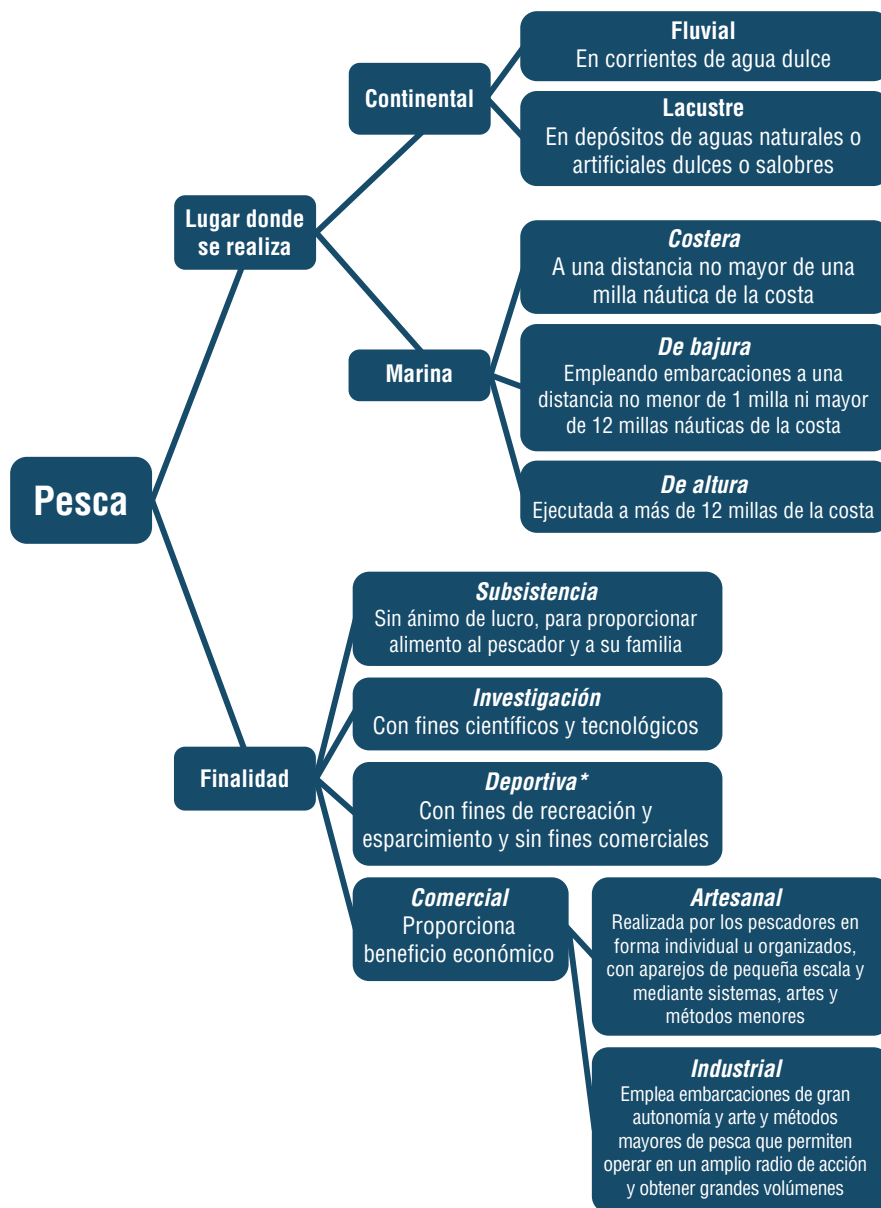 Pesca
Lugar donde
se realiza
Continental
Fluvial
En corrientes de agua dulce
Lacustre
En depósitos de aguas naturales o
artificiales dulces o salobres
Marina
Costera
A una distancia no mayor de una
milla náutica de la costa
De bajura
Empleando embarcaciones a una
distancia no menor de 1 milla ni mayor
de 12 millas náuticas de la costa
De altura
Ejecutada a más de 12 millas de la costa
Finalidad
Subsistencia
Sin ánimo de lucro, para proporcionar
alimento al pescador y a su familia
Investigación
Con fines científicos y tecnológicos
Deportiva*
Con fines de recreación y
esparcimiento y sin fines comerciales
Comercial
Proporciona
beneficio económico
Artesanal
Realizada por los pescadores en
forma individual u organizados,
con aparejos de pequeña escala y
mediante sistemas, artes y
métodos menores
Industrial
Emplea embarcaciones de gran
autonomía y arte y métodos
mayores de pesca que permiten
operar en un amplio radio de acción
y obtener grandes volúmenes